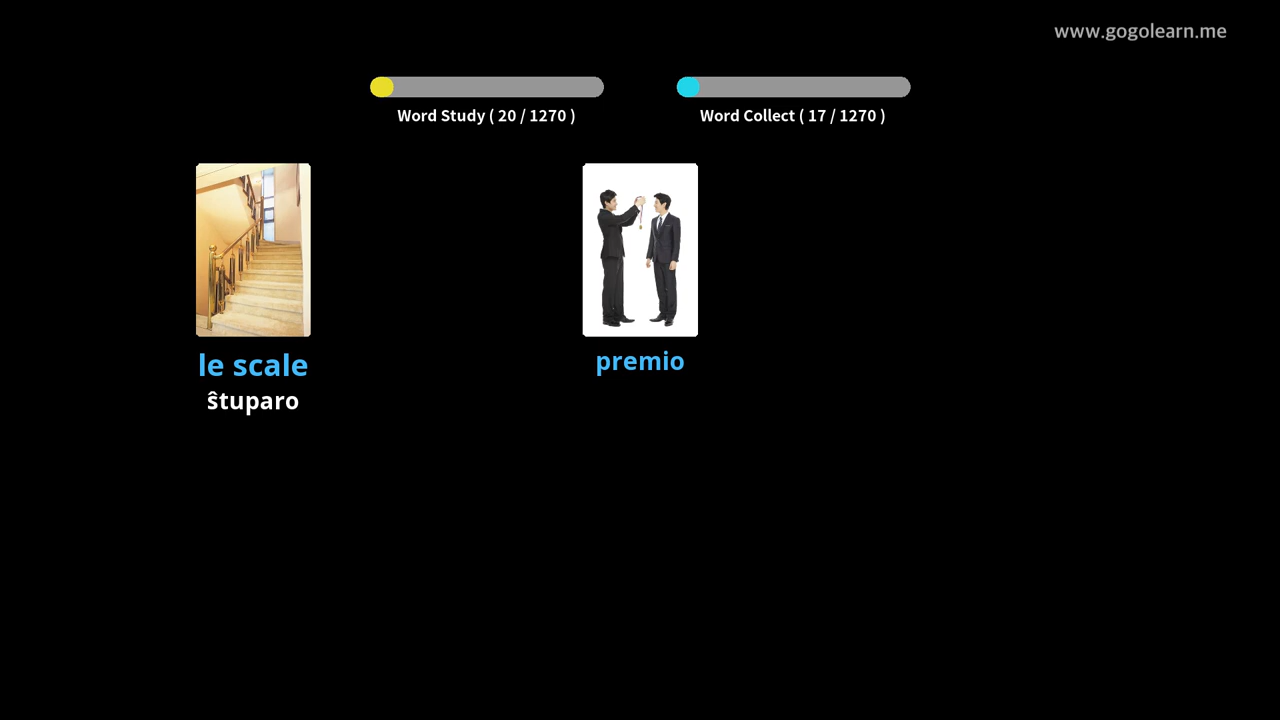 www.gogolearn.me
Word Study ( 20 / 1270 )
Word Collect ( 17 / 1270 )
le scale
ŝtuparo
premio